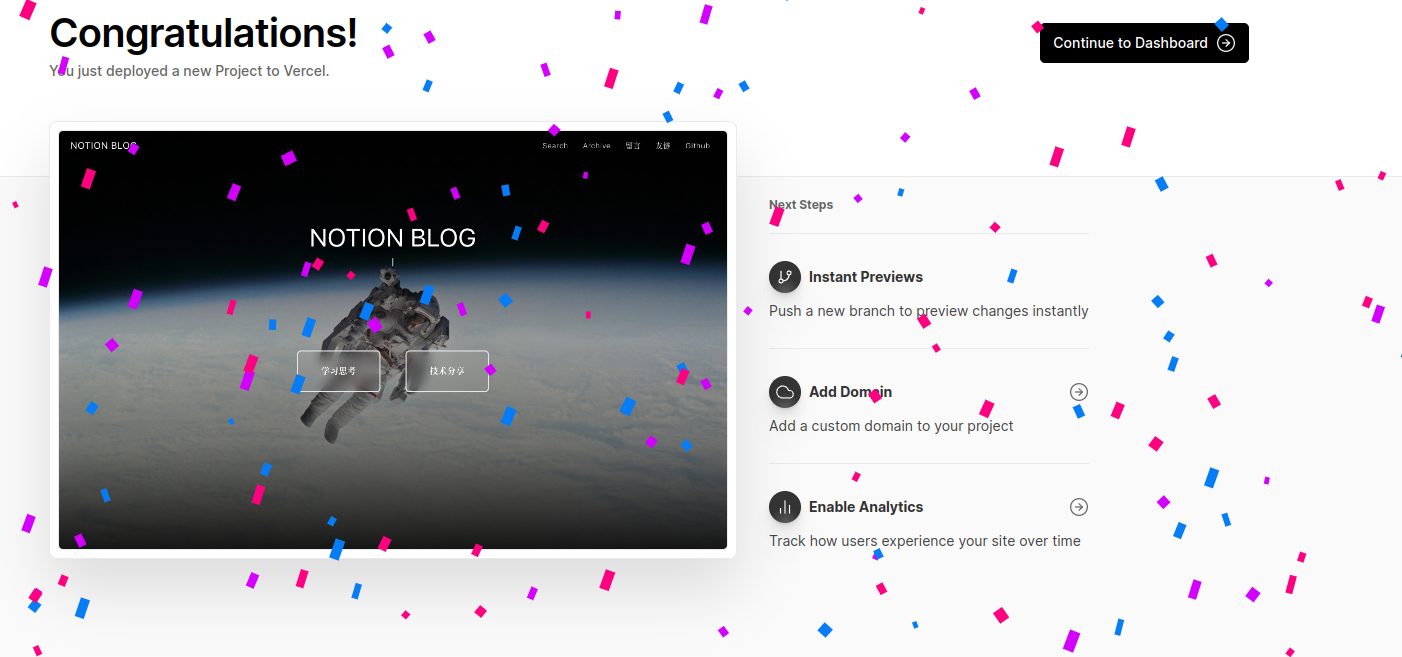 Congratulations!
You just deployed a new Project to Vercel.
Continue to Dashboard
NOTION BLOG
Search Archive 留言 友链 Github
NOTION BLOG
学习思考 技术分享
Next Steps
Instant Previews
Push a new branch to preview changes instantly
Add Domain
Add a custom domain to your project
Enable Analytics
Track how users experience your site over time